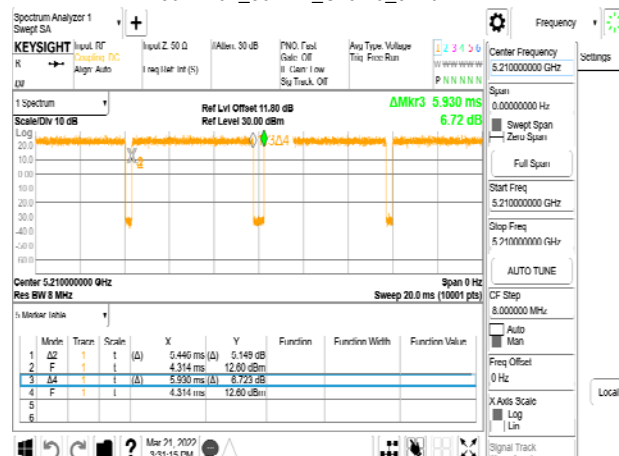 Spectrum Analyzer 1
Swept SA
+
Frequency
KEYSIGHT
Input: RF
Coupling: DC
Align: Auto
Input Z: 50 Ω
Freq Ref: Int (S)
#Atten: 30 dB
PNO: Fast
Gate: Off
IF Gain: Low
Sig Track: Off
Avg Type: Voltage
Trig: Free Run
1 2 3 4 5 6
W W W W W W
P N N N N N
Center Frequency
5.210000000 GHz
Settings
Span
0.00000000 Hz
Swept Span
Zero Span
Full Span
Start Freq
5.210000000 GHz
Stop Freq
5.210000000 GHz
AUTO TUNE
CF Step
8.000000 MHz
Auto
Man
Freq Offset
0 Hz
X Axis Scale
Log
Lin
Signal Track
Local
1 Spectrum
Scale/Div 10 dB
Ref Lvl Offset 11.80 dB
Ref Level 30.00 dBm
ΔMkr3 5.930 ms
6.72 dB
Log
20.0
10.0
0.00
10.0
20.0
30.0
-40.0
-50.0
60.0
X2
3Δ4
Center 5.210000000 GHz
Res BW 8 MHz
Span 0 Hz
Sweep 20.0 ms (10001 pts)
5 Marker Table
Mode Trace Scale X Y Function Function Width Function Value
1 Δ2 1 t (Δ) 5.446 ms (Δ) 5.149 dB
2 F 1 t 4.314 ms 12.60 dBm
3 Δ4 1 t (Δ) 5.930 ms (Δ) 6.723 dB
4 F 1 t 4.314 ms 12.60 dBm
5
6
?
Mar 21, 2022
3:31:15 PM